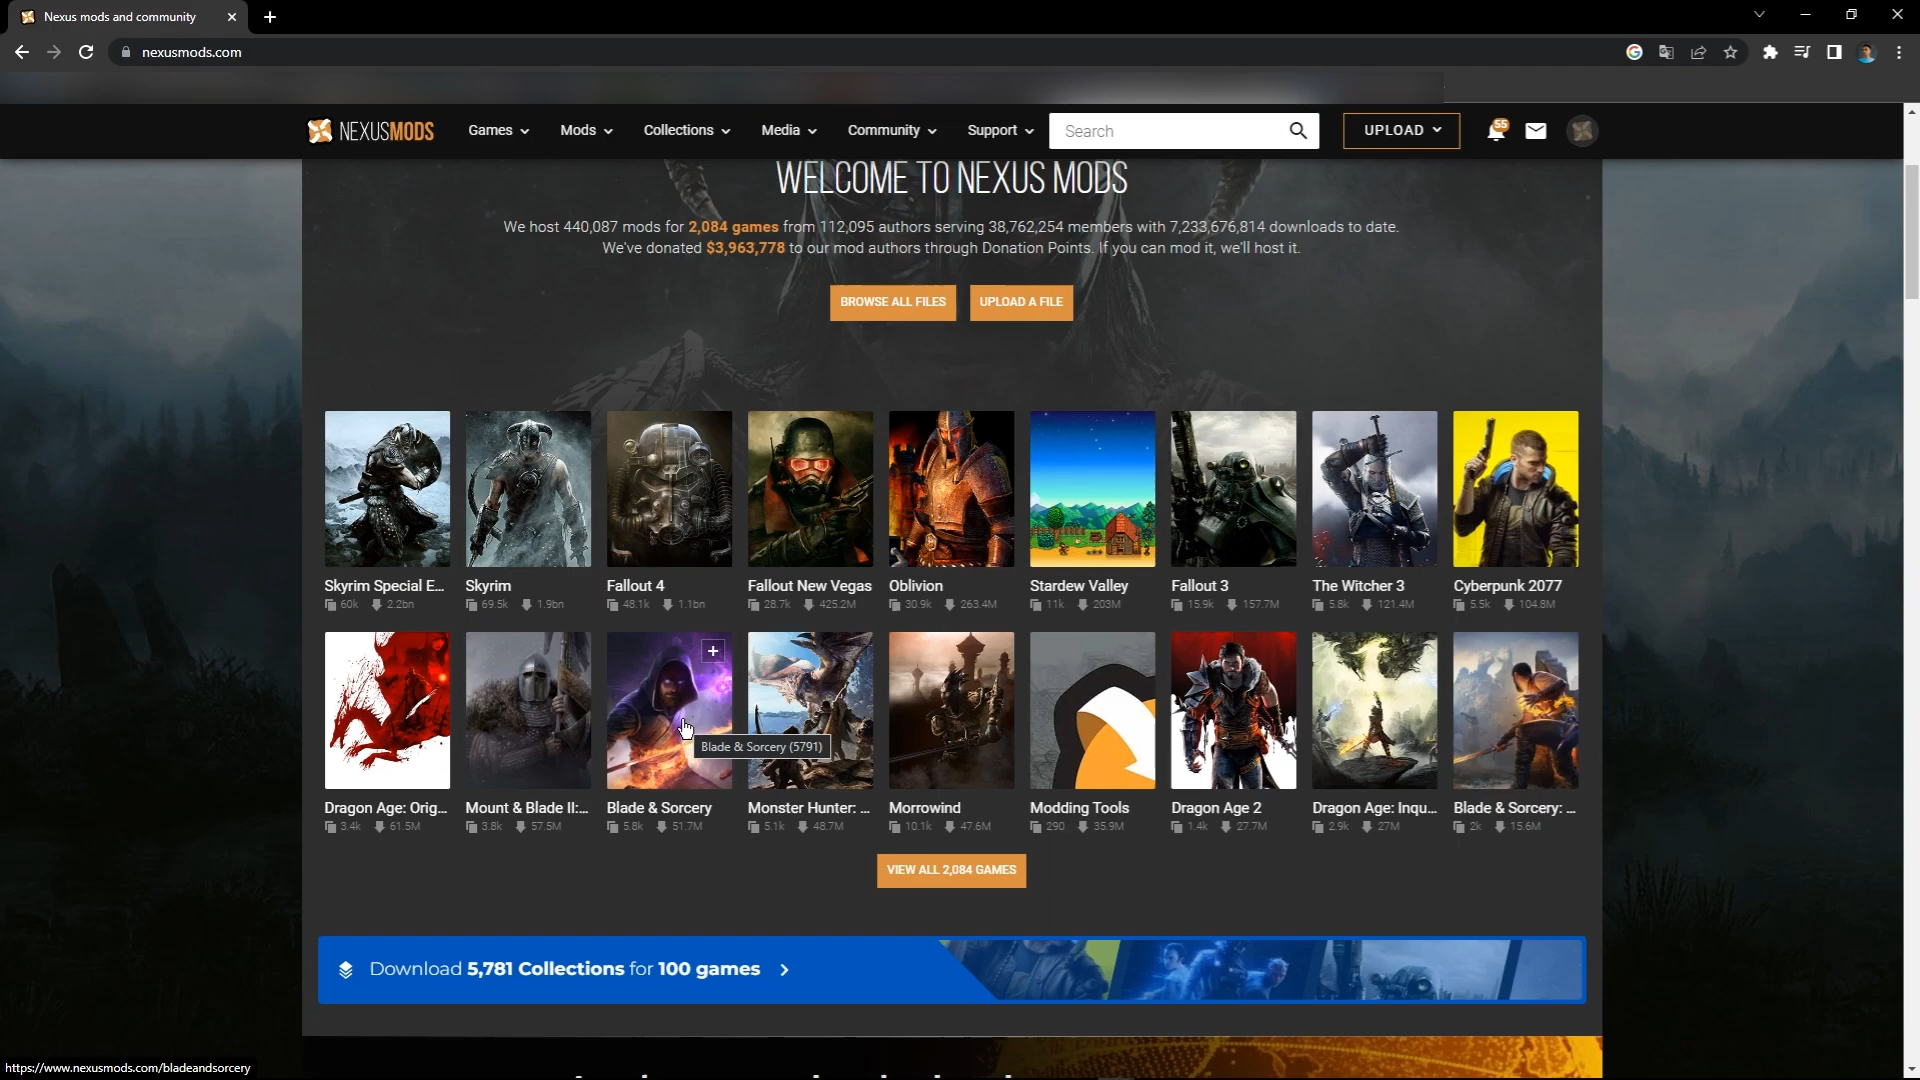 Nexus mods and community
nexusmods.com
NEXUSMODS
Games
Mods
Collections
Media
Community
Support
Search
UPLOAD
55
WELCOME TO NEXUS MODS
We host 440,087 mods for 2,084 games from 112,095 authors serving 38,762,254 members with 7,233,676,814 downloads to date.
We've donated $3,963,778 to our mod authors through Donation Points. If you can mod it, we'll host it.
BROWSE ALL FILES
UPLOAD A FILE
Skyrim Special E... Skyrim Fallout 4 Fallout New Vegas Oblivion Stardew Valley Fallout 3 The Witcher 3 Cyberpunk 2077
60k 2.2bn 69.5k 1.9bn 48.1k 1.1bn 28.7k 425.2M 30.9k 263.4M 11k 203M 15.9k 157.7M 5.8k 121.4M 5.5k 104.8M
Blade & Sorcery (5791)
Dragon Age: Orig... Mount & Blade II:... Blade & Sorcery Monster Hunter: ... Morrowind Modding Tools Dragon Age 2 Dragon Age: Inqu... Blade & Sorcery: ...
3.4k 61.5M 3.8k 57.5M 5.8k 51.7M 5.1k 48.7M 10.1k 47.6M 290 35.9M 1.4k 27.7M 2.9k 27M 2k 15.6M
VIEW ALL 2,084 GAMES
Download 5,781 Collections for 100 games
https://www.nexusmods.com/bladeandsorcery